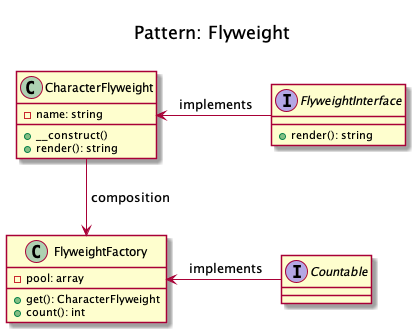 Pattern: Flyweight
C CharacterFlyweight
name: string
__construct()
render(): string
implements
I FlyweightInterface
render(): string
composition
C FlyweightFactory
pool: array
get(): CharacterFlyweight
count(): int
implements
I Countable